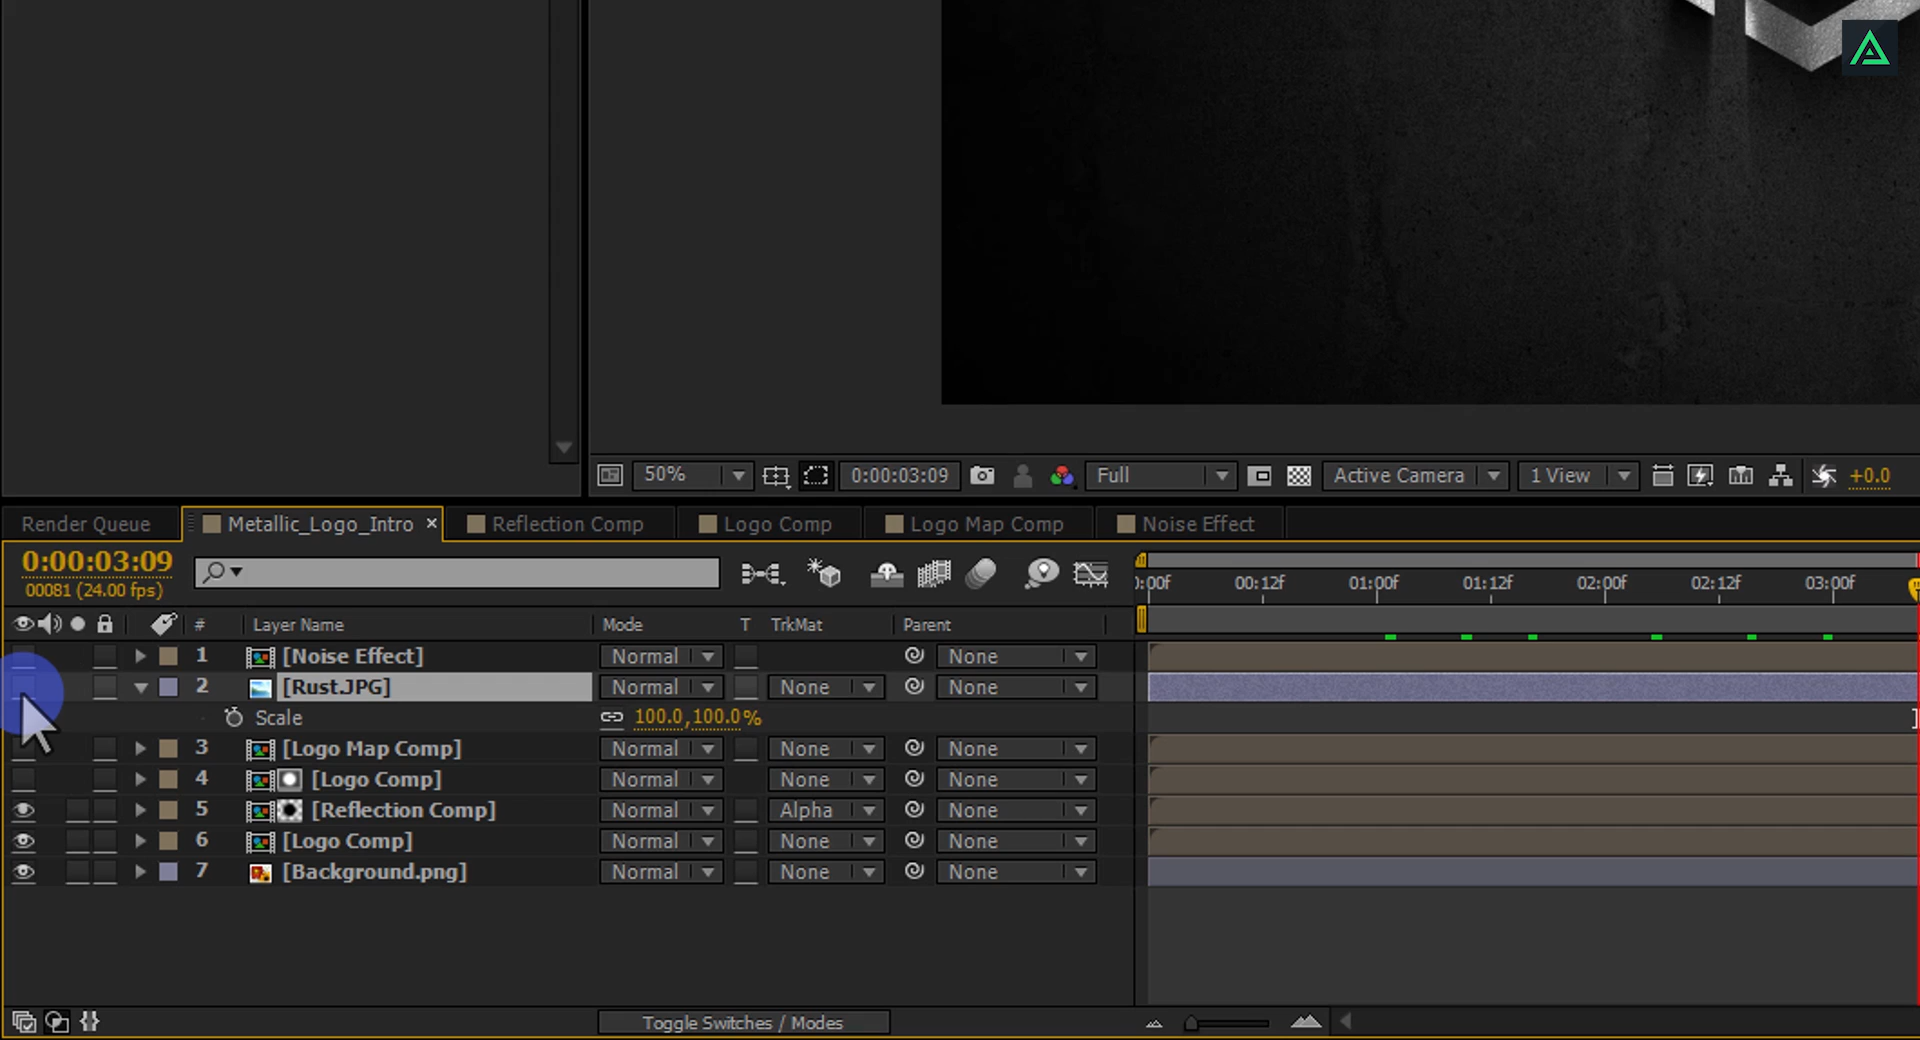 50%
0:00:03:09
Full
Active Camera
1 View
+0.0
Render Queue
Metallic_Logo_Intro ×
Reflection Comp
Logo Comp
Logo Map Comp
Noise Effect
0:00:03:09
00081 (24.00 fps)
:00f 00:12f 01:00f 01:12f 02:00f 02:12f 03:00f
# Layer Name Mode T TrkMat Parent
1 [Noise Effect] Normal None
2 [Rust.JPG] Normal None None
Scale 100.0,100.0%
3 [Logo Map Comp] Normal None None
4 [Logo Comp] Normal None None
5 [Reflection Comp] Normal Alpha None
6 [Logo Comp] Normal None None
7 [Background.png] Normal None None
Toggle Switches / Modes